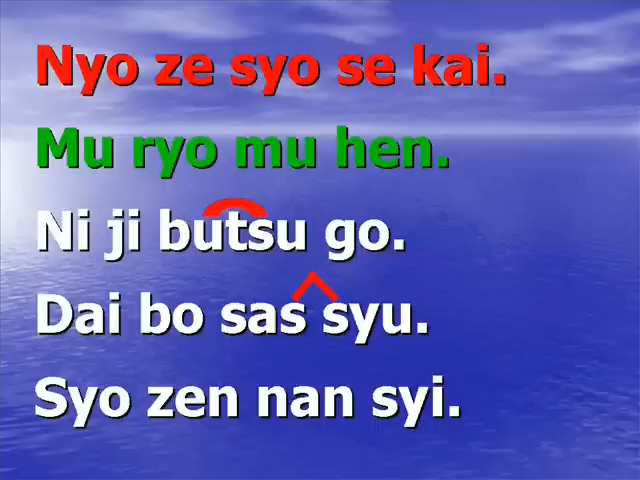 Nyo ze syo se kai.
Mu ryo mu hen.
Ni ji butsu go.
Dai bo sas syu.
Syo zen nan syi.